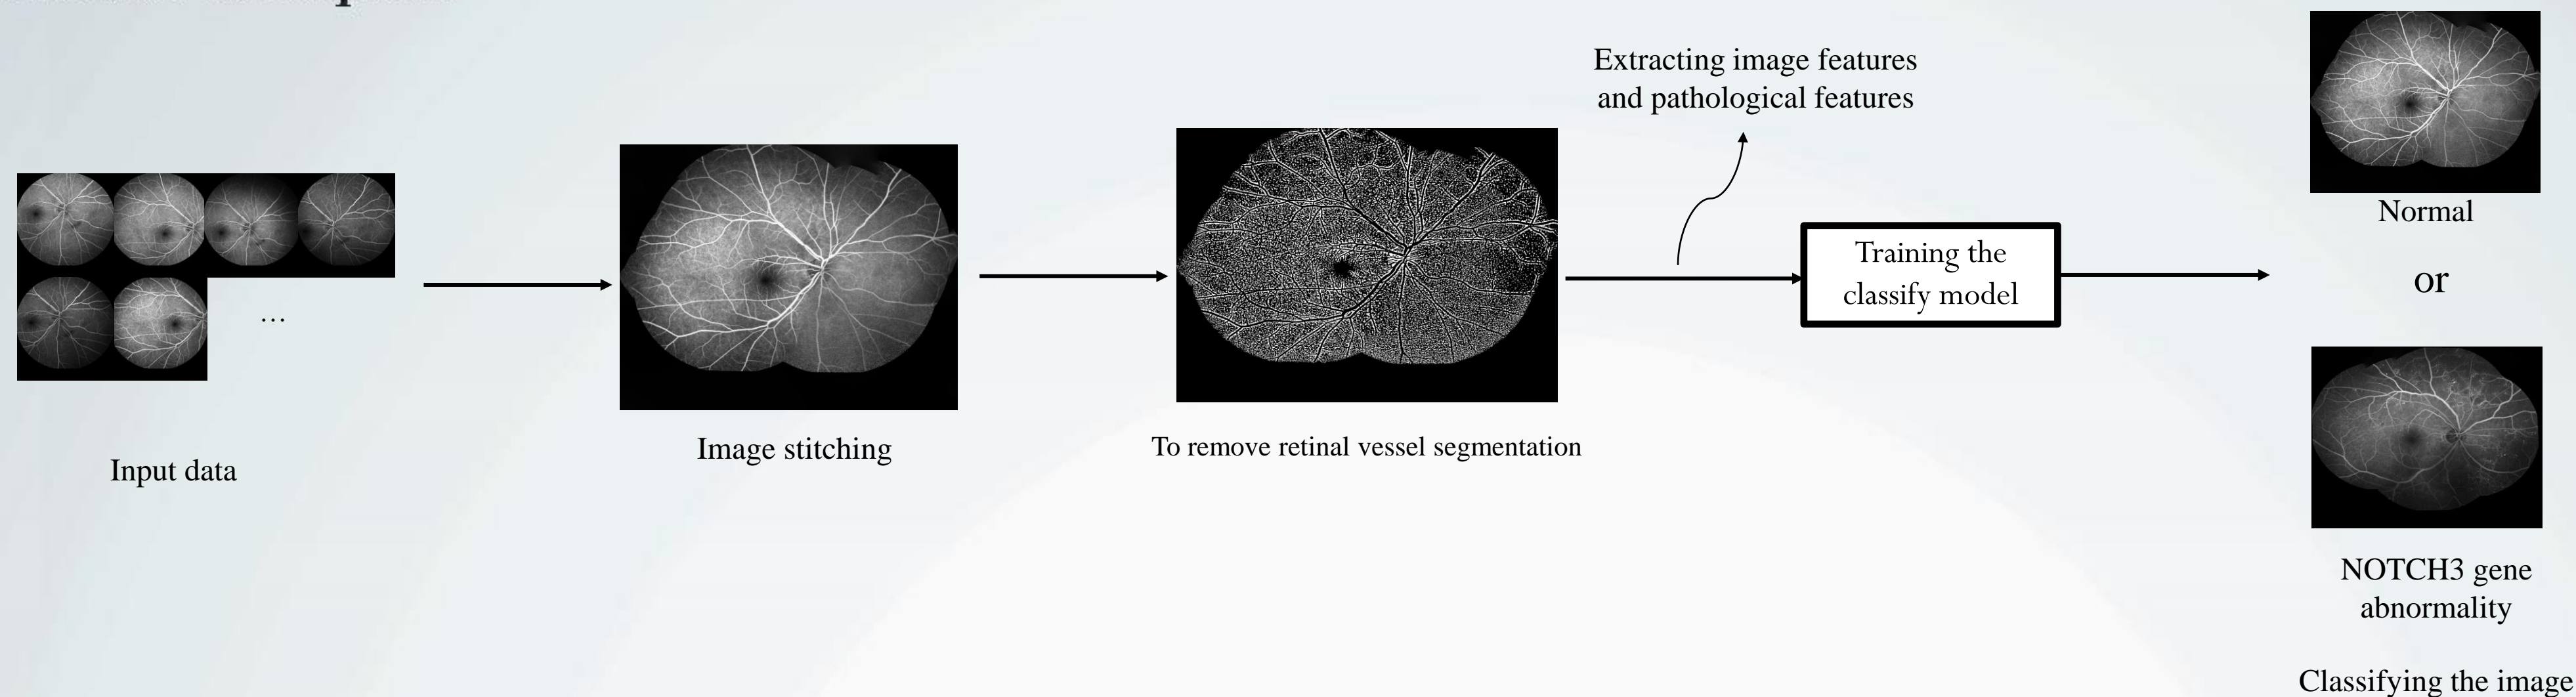 Input data
...
Image stitching
To remove retinal vessel segmentation
Extracting image features
and pathological features
Training the
classify model
Normal
or
NOTCH3 gene
abnormality
Classifying the image